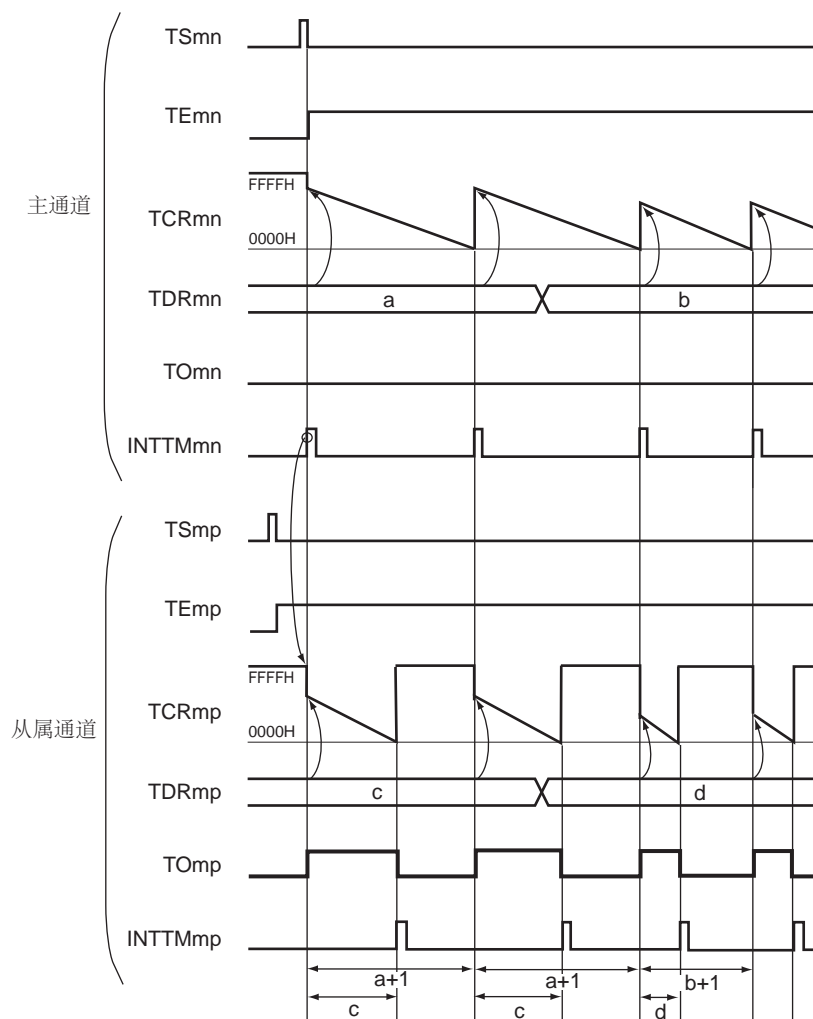 TSmn
TEmn
FFFFH
主通道
TCRmn
0000H
TDRmn
a
b
TOmn
INTTMmn
TSmp
TEmp
FFFFH
TCRmp
从属通道
0000H
TDRmp
c
d
TOmp
INTTMmp
a+1
a+1
b+1
c
c
d